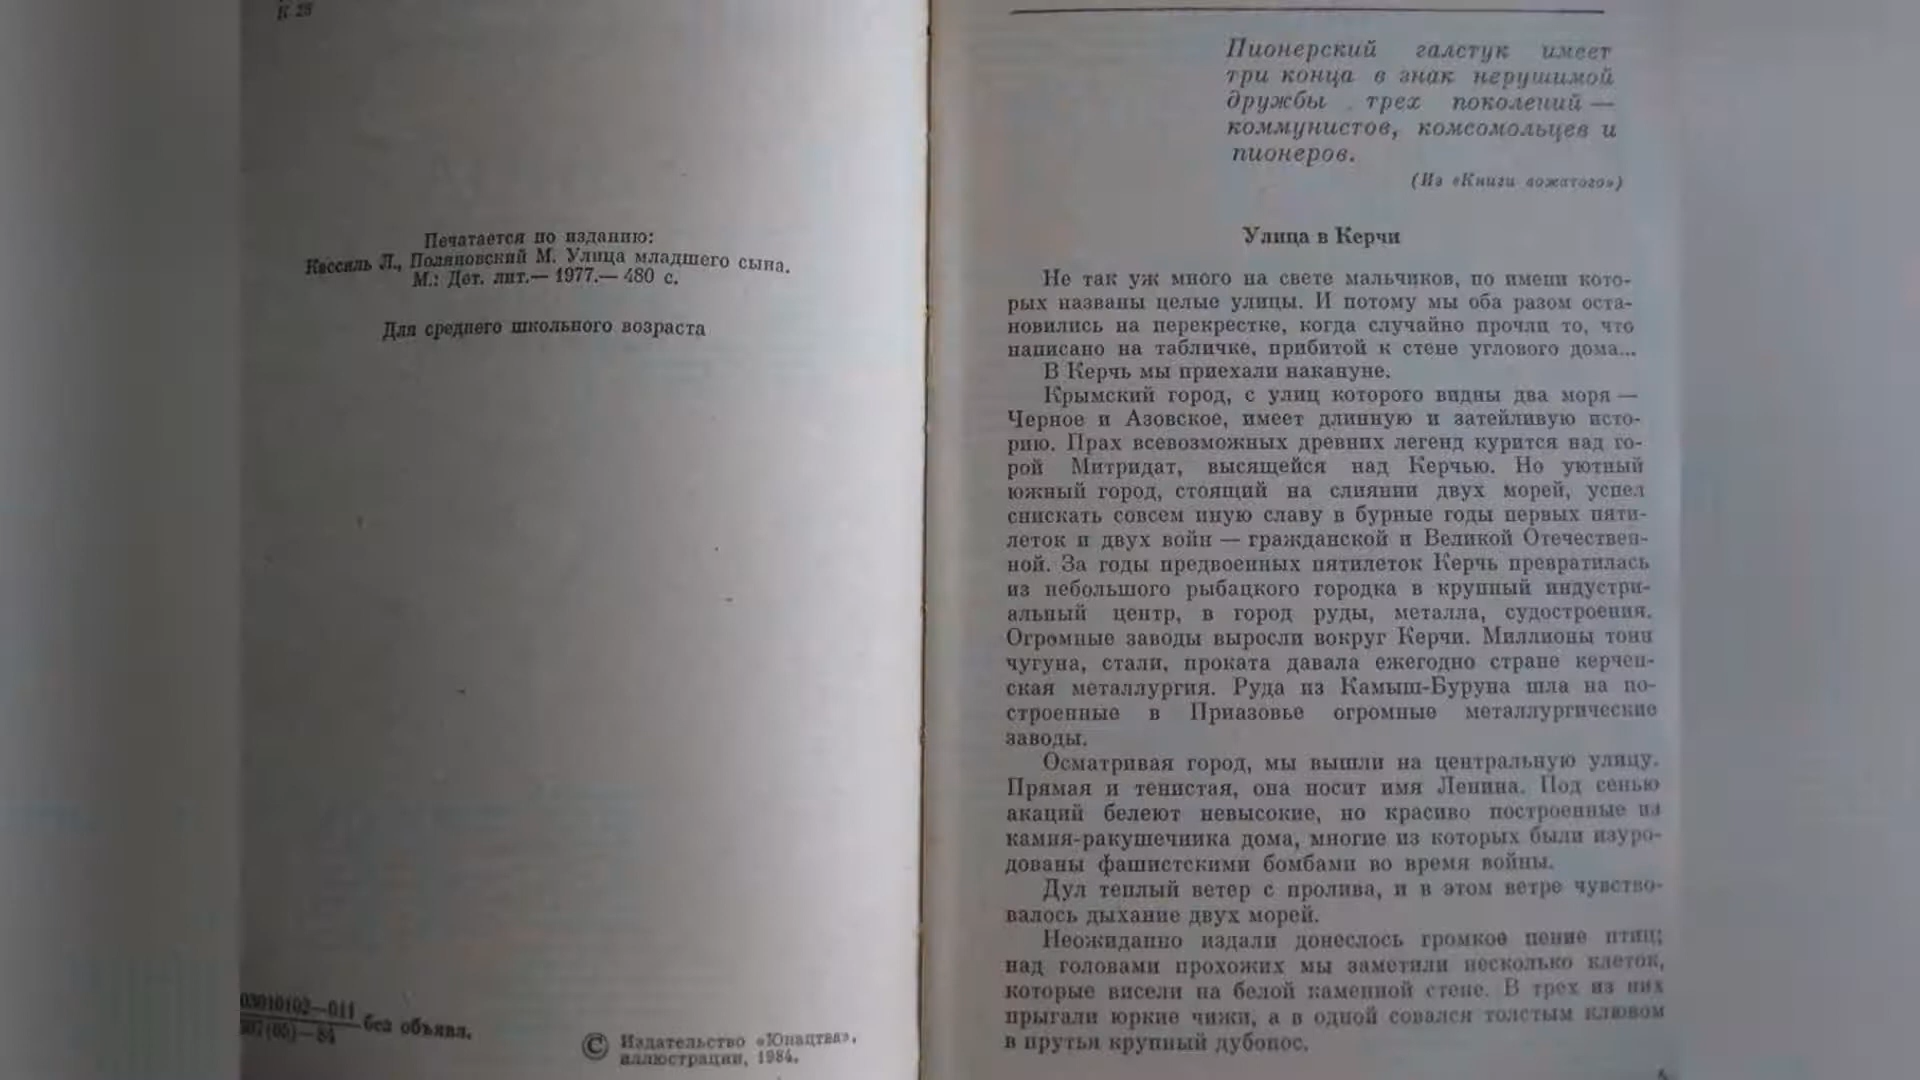 К 28
Печатается по изданию:
Кассиль Л., Поляновский М. Улица младшего сына.
М.: Дет. лит.— 1977.— 480 с.
Для среднего школьного возраста
03010102—011
307(05)—84
без объявл.
© Издательство «Юнацтва»,
иллюстрации, 1984.
Пионерский галстук имеет
три конца в знак нерушимой
дружбы трех поколений —
коммунистов, комсомольцев и
пионеров.
(Из «Книги вожатого»)
Улица в Керчи
Не так уж много на свете мальчиков, по имени кото-
рых названы целые улицы. И потому мы оба разом оста-
новились на перекрестке, когда случайно прочли то, что
написано на табличке, прибитой к стене углового дома...
В Керчь мы приехали накануне.
Крымский город, с улиц которого видны два моря —
Черное и Азовское, имеет длинную и затейливую исто-
рию. Прах всевозможных древних легенд курится над го-
рой Митридат, высящейся над Керчью. Но уютный
южный город, стоящий на слиянии двух морей, успел
снискать совсем иную славу в бурные годы первых пяти-
леток и двух войн — гражданской и Великой Отечествен-
ной. За годы предвоенных пятилеток Керчь превратилась
из небольшого рыбацкого городка в крупный индустри-
альный центр, в город руды, металла, судостроения.
Огромные заводы выросли вокруг Керчи. Миллионы тонн
чугуна, стали, проката давала ежегодно стране керчен-
ская металлургия. Руда из Камыш-Буруна шла на по-
строенные в Приазовье огромные металлургические
заводы.
Осматривая город, мы вышли на центральную улицу.
Прямая и тенистая, она носит имя Ленина. Под сенью
акаций белеют невысокие, но красиво построенные из
камня-ракушечника дома, многие из которых были изуро-
дованы фашистскими бомбами во время войны.
Дул теплый ветер с пролива, и в этом ветре чувство-
валось дыхание двух морей.
Неожиданно издали донеслось громкое пение птиц;
над головами прохожих мы заметили несколько клеток,
которые висели на белой каменной стене. В трех из них
прыгали юркие чижи, а в одной совался толстым клювом
в прутья крупный дубонос.